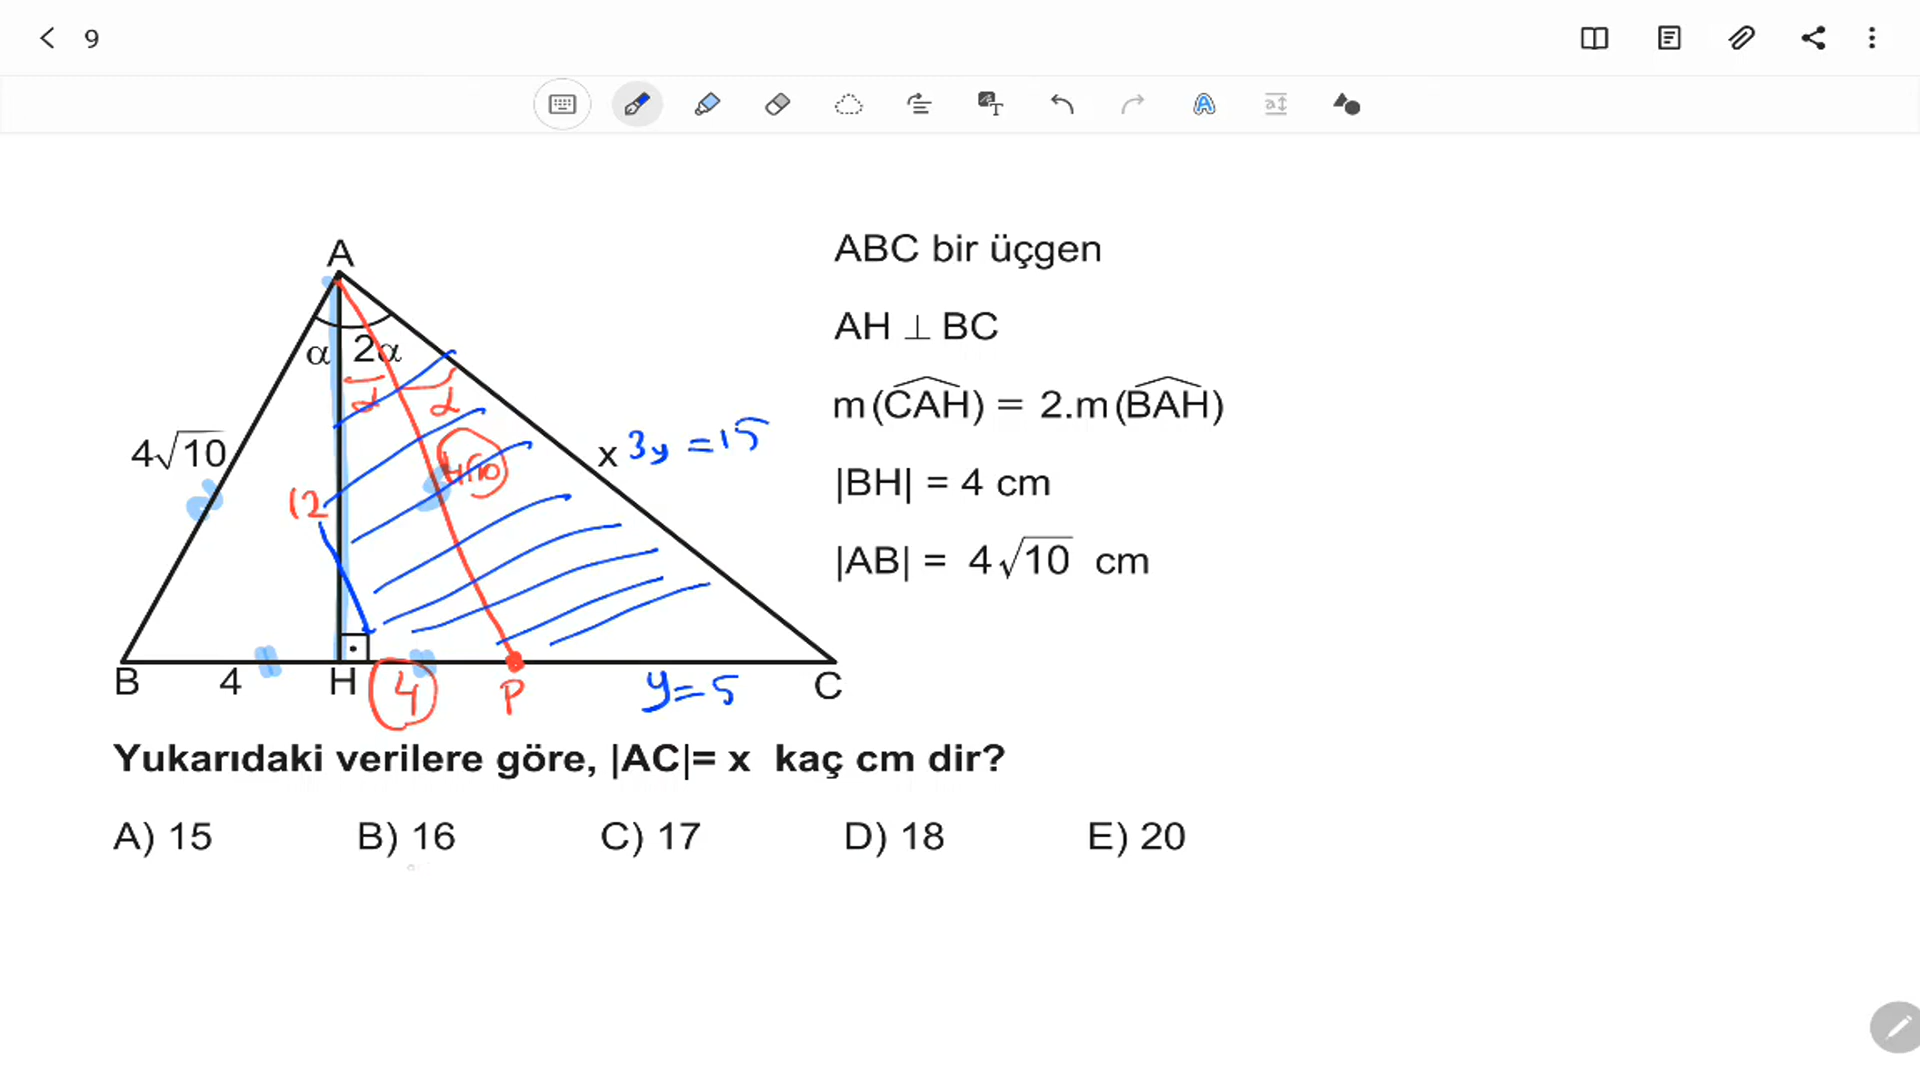 9
A
ABC bir üçgen
AH ⊥ BC
α 2α
α α
m(CAH) = 2.m(BAH)
4√10
x 3y = 15
4√10
12
|BH| = 4 cm
|AB| = 4√10 cm
B 4 H 4 P y = 5 C
Yukarıdaki verilere göre, |AC|= x kaç cm dir?
A) 15 B) 16 C) 17 D) 18 E) 20